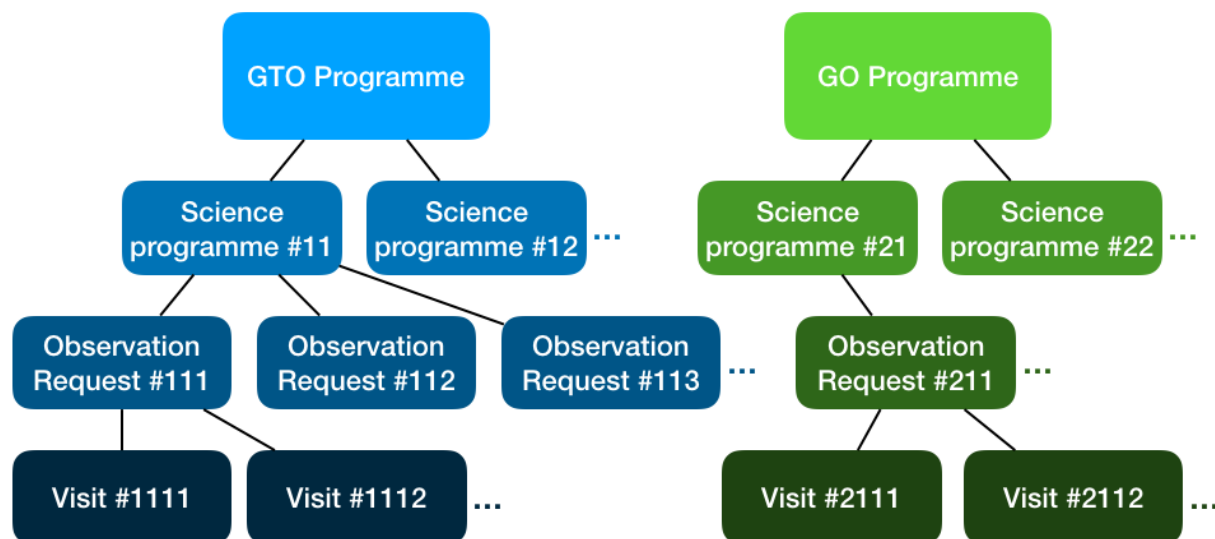 GTO Programme
GO Programme
Science
programme #11
Science
programme #12
...
Science
programme #21
Science
programme #22
...
Observation
Request #111
Observation
Request #112
Observation
Request #113
...
Observation
Request #211
...
Visit #1111
Visit #1112
...
Visit #2111
Visit #2112
...